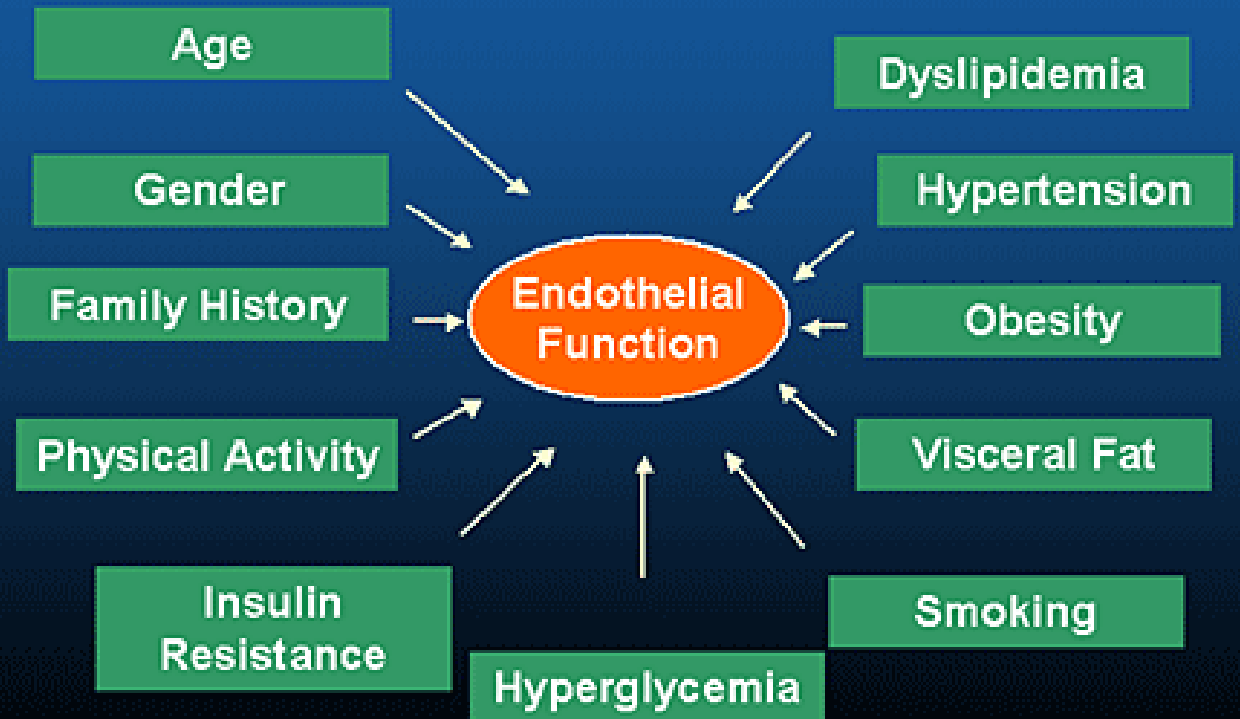 Age
Dyslipidemia
Gender
Hypertension
Family History
Endothelial
Function
Obesity
Physical Activity
Visceral Fat
Insulin
Resistance
Smoking
Hyperglycemia